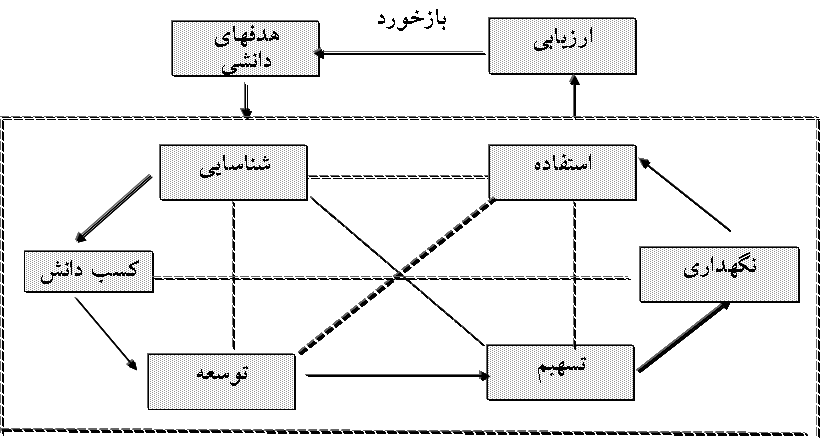 بازخورد
ارزیابی
هدفهای
دانشی
استفاده
شناسایی
نگهداری
کسب دانش
تسهیم
توسعه